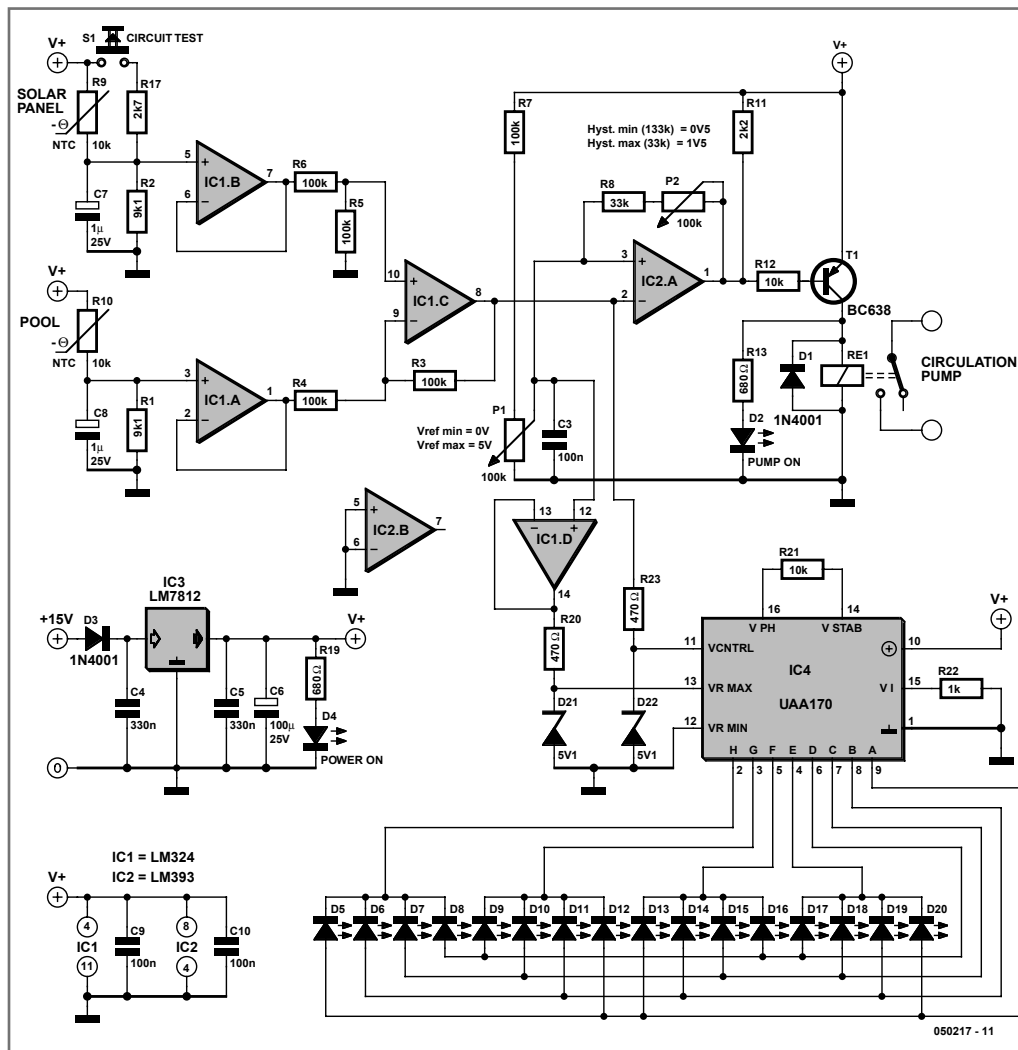 V+
S1
CIRCUIT TEST
R9
R17
2k7
SOLAR
PANEL
-Θ
NTC
10k
C7
1µ
25V
R2
9k1
5
+
6
−
7
IC1.B
R6
100k
R5
100k
V+
R10
POOL
-Θ
NTC
10k
C8
1µ
25V
R1
9k1
3
+
2
−
1
IC1.A
R4
100k
10
+
9
−
8
IC1.C
R3
100k
R7
100k
Hyst. min (133k) = 0V5
Hyst. max (33k) = 1V5
R8
33k
P2
100k
R11
2k2
V+
3
+
2
−
1
IC2.A
R12
10k
T1
BC638
R13
680Ω
D1
1N4001
RE1
CIRCULATION
PUMP
D2
PUMP ON
P1
Vref min = 0V
Vref max = 5V
100k
C3
100n
5
+
6
−
7
IC2.B
13
−
12
+
IC1.D
14
R20
470Ω
R23
470Ω
D21
5V1
D22
5V1
R21
10k
16
14
V PH
V STAB
11
VCNTRL
13
VR MAX
12
VR MIN
IC4
UAA170
V+
10
15
V I
R22
1k
1
H G F E D C B A
2 3 5 4 6 7 8 9
+15V
D3
1N4001
IC3
LM7812
V+
C4
330n
C5
330n
C6
100µ
25V
R19
680Ω
D4
POWER ON
0
IC1 = LM324
IC2 = LM393
V+
4
IC1
11
C9
100n
8
IC2
4
C10
100n
D5 D6 D7 D8 D9 D10 D11 D12 D13 D14 D15 D16 D17 D18 D19 D20
050217 - 11